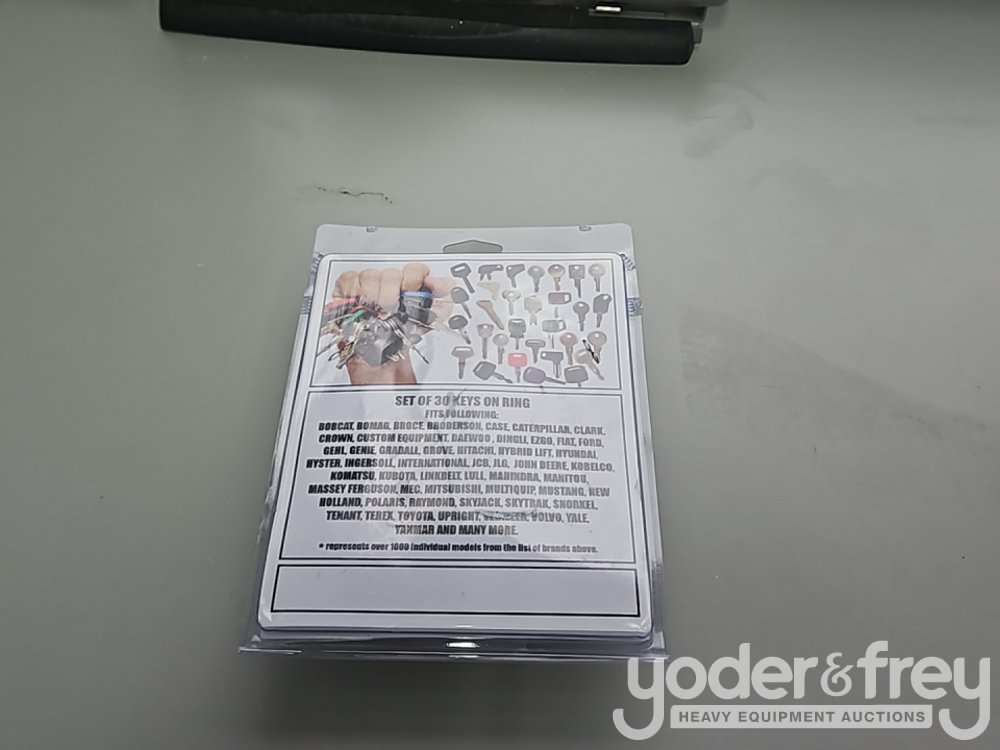 SET OF 30 KEYS ON RING
FITS FOLLOWING:
BOBCAT, BOMAG, BROCE, BRODERSON, CASE, CATERPILLAR, CLARK,
CROWN, CUSTOM EQUIPMENT, DAEWOO , DINGLI, EZGO, FIAT, FORD,
GEHL, GENIE, GRADALL, GROVE, HITACHI, HYBRID LIFT, HYUNDAI,
HYSTER, INGERSOLL, INTERNATIONAL, JCB, JLG, JOHN DEERE, KOBELCO,
KOMATSU, KUBOTA, LINKBELT, LULL, MAHINDRA, MANITOU,
MASSEY FERGUSON, MEC, MITSUBISHI, MULTIQUIP, MUSTANG, NEW
HOLLAND, POLARIS, RAYMOND, SKYJACK, SKYTRAK, SNORKEL,
TENANT, TEREX, TOYOTA, UPRIGHT, VOLVO, YALE,
YANMAR AND MANY MORE.
* represents over 1000 individual models from the list of brands above.
yoder&frey
HEAVY EQUIPMENT AUCTIONS